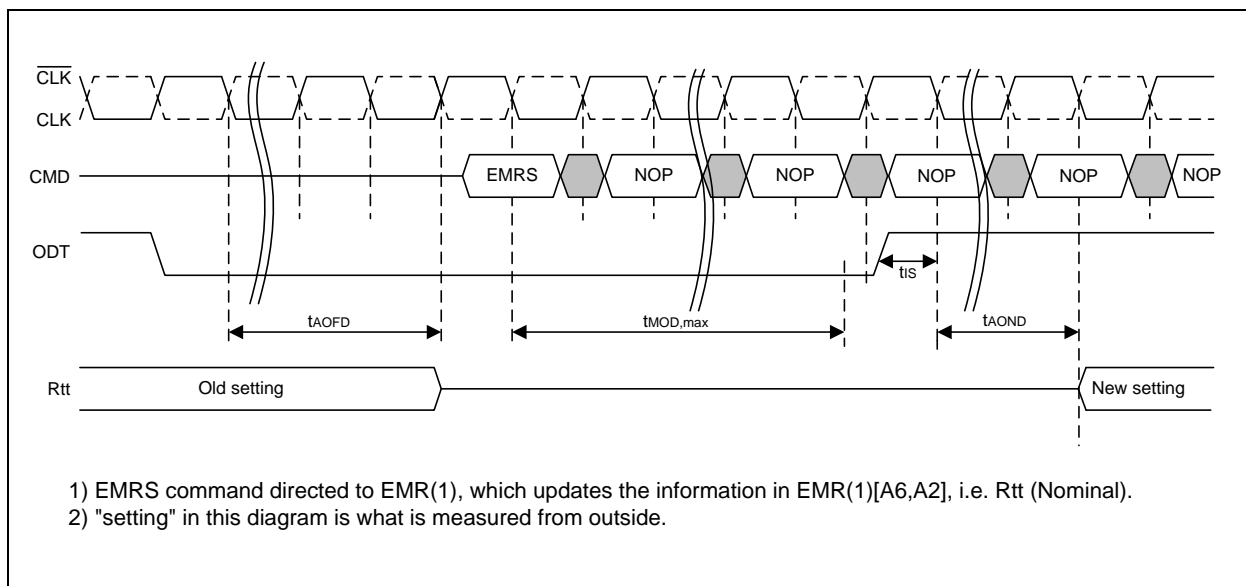 CLK
CLK
CMD
EMRS
NOP
NOP
NOP
NOP
NOP
ODT
tIS
tAOFD
tMOD,max
tAOND
Rtt
Old setting
New setting
1) EMRS command directed to EMR(1), which updates the information in EMR(1)[A6,A2], i.e. Rtt (Nominal).
2) "setting" in this diagram is what is measured from outside.